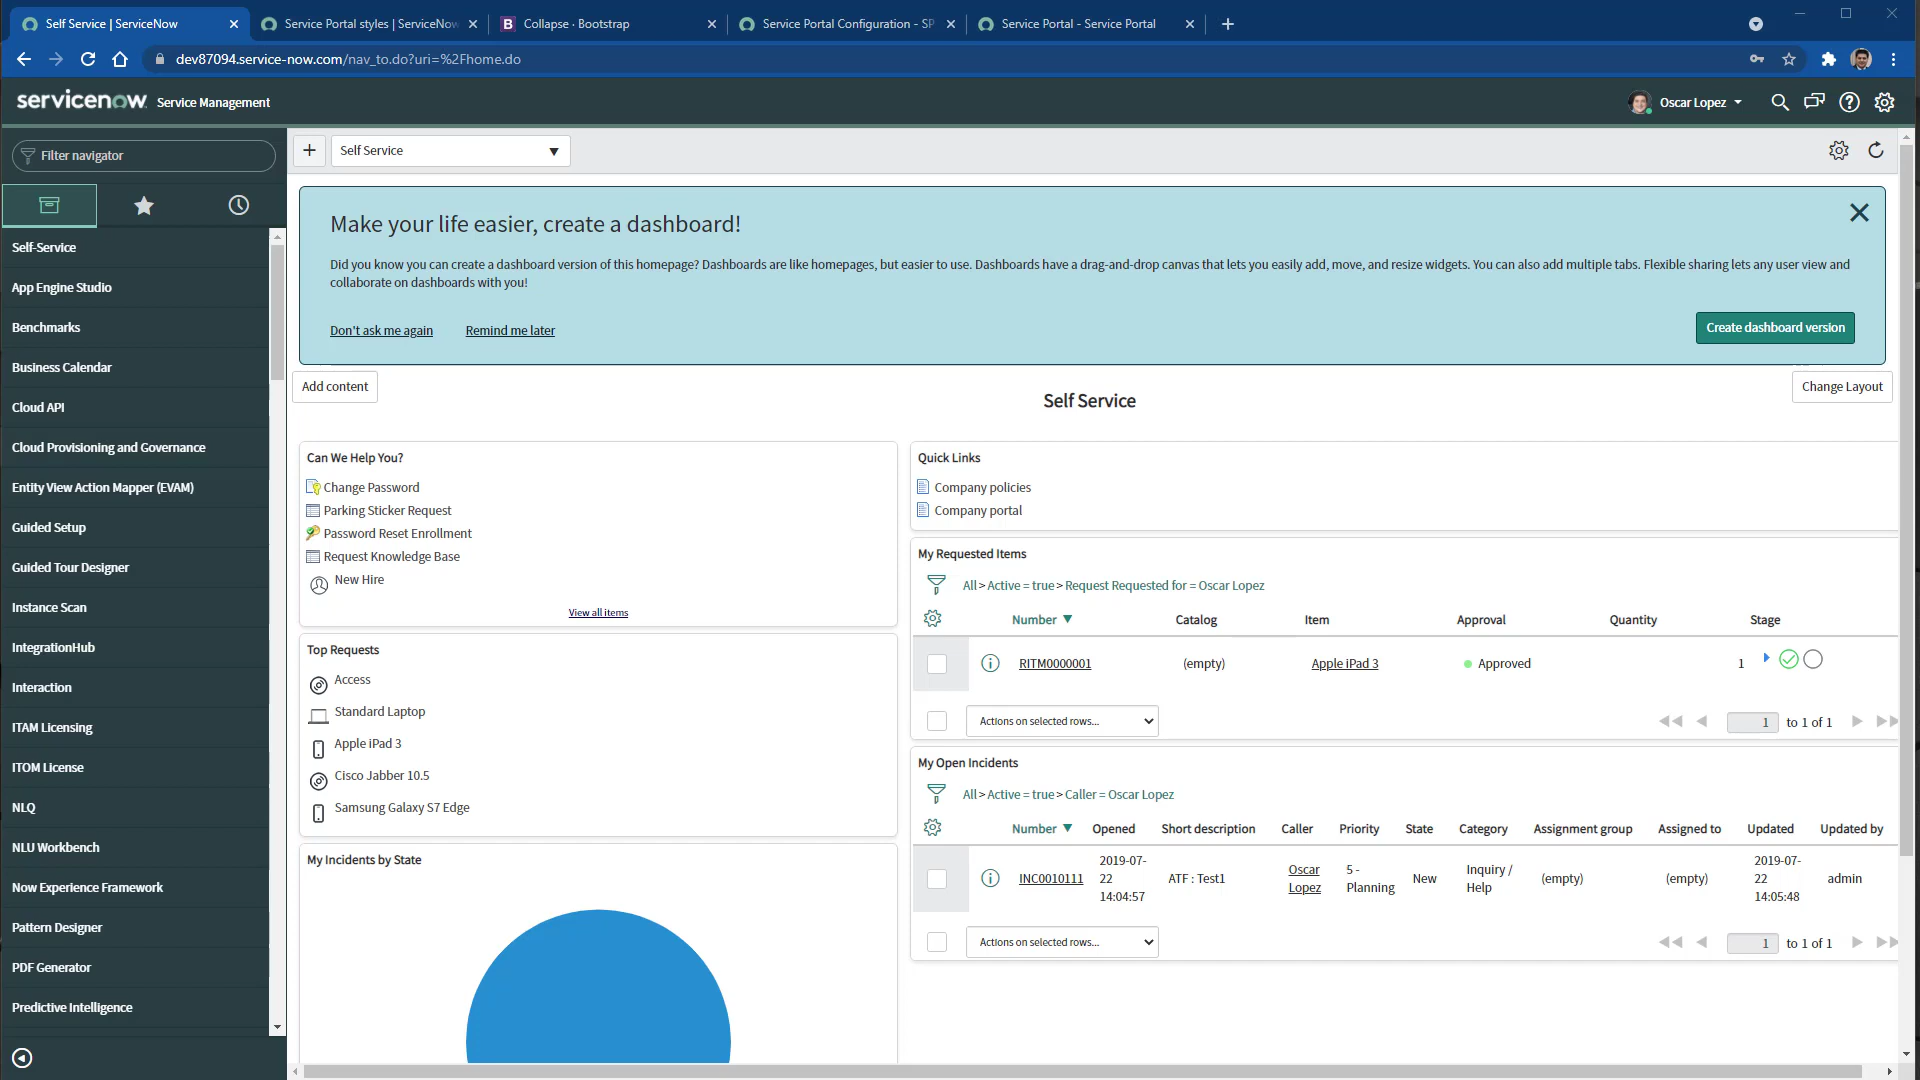 Self Service | ServiceNow
Service Portal styles | ServiceNow
B Collapse · Bootstrap
Service Portal Configuration - SP
Service Portal - Service Portal
dev87094.service-now.com/nav_to.do?uri=%2Fhome.do
servicenow Service Management
Oscar Lopez
Filter navigator
Self Service
Self-Service
App Engine Studio
Benchmarks
Business Calendar
Cloud API
Cloud Provisioning and Governance
Entity View Action Mapper (EVAM)
Guided Setup
Guided Tour Designer
Instance Scan
IntegrationHub
Interaction
ITAM Licensing
ITOM License
NLQ
NLU Workbench
Now Experience Framework
Pattern Designer
PDF Generator
Predictive Intelligence
Make your life easier, create a dashboard!
Did you know you can create a dashboard version of this homepage? Dashboards are like homepages, but easier to use. Dashboards have a drag-and-drop canvas that lets you easily add, move, and resize widgets. You can also add multiple tabs. Flexible sharing lets any user view and
collaborate on dashboards with you!
Don't ask me again
Remind me later
Create dashboard version
Add content
Self Service
Change Layout
Can We Help You?
Change Password
Parking Sticker Request
Password Reset Enrollment
Request Knowledge Base
New Hire
View all items
Top Requests
Access
Standard Laptop
Apple iPad 3
Cisco Jabber 10.5
Samsung Galaxy S7 Edge
My Incidents by State
Quick Links
Company policies
Company portal
My Requested Items
All > Active = true > Request Requested for = Oscar Lopez
Number Catalog Item Approval Quantity Stage
RITM0000001 (empty) Apple iPad 3 Approved 1
Actions on selected rows...
1 to 1 of 1
My Open Incidents
All > Active = true > Caller = Oscar Lopez
Number Opened Short description Caller Priority State Category Assignment group Assigned to Updated Updated by
INC0010111
2019-07-
22
14:04:57
ATF : Test1
Oscar
Lopez
5 -
Planning
New
Inquiry /
Help
(empty)
(empty)
2019-07-
22
14:05:48
admin
Actions on selected rows...
1 to 1 of 1